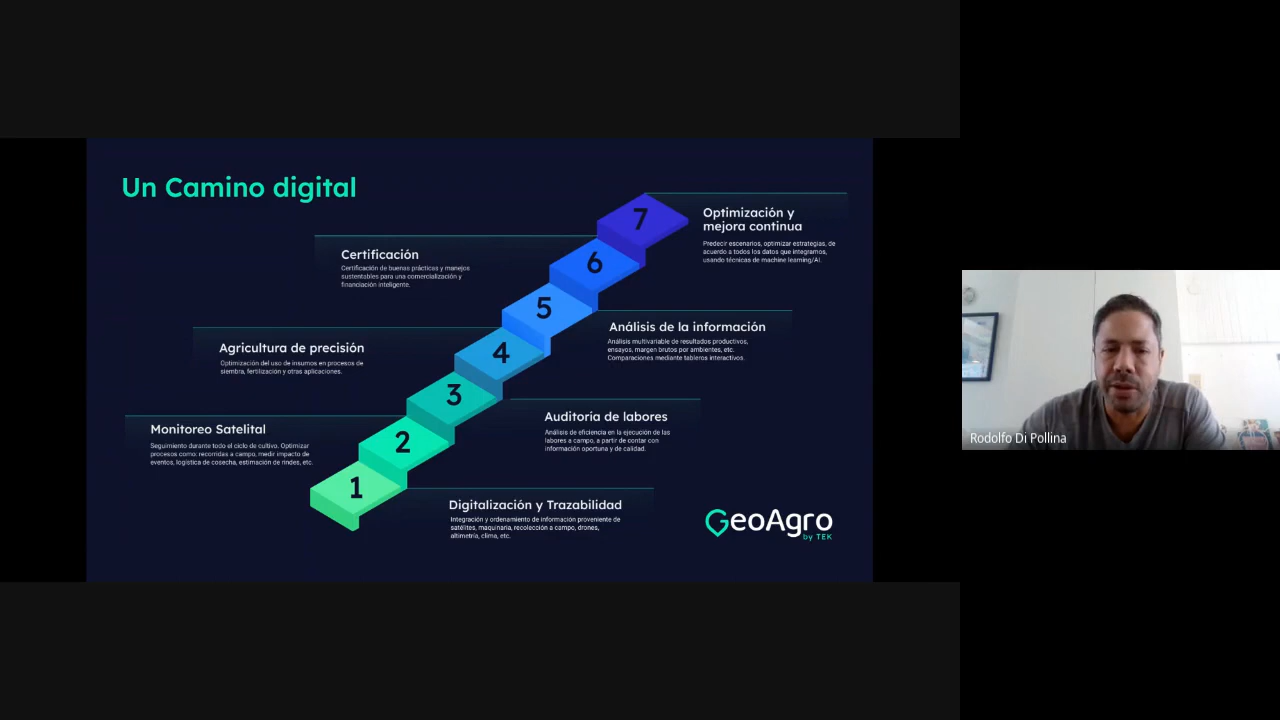 Un Camino digital
7
Optimización y
mejora continua
Predecir escenarios, optimizar estrategias, de
acuerdo a todos los datos que integramos,
usando técnicas de machine learning/AI.
6
Certificación
Certificación de buenas prácticas y manejos
sustentables para una comercialización y
financiación inteligente.
5
Análisis de la información
Análisis multivariable de resultados productivos,
ensayos, margen brutos por ambientes, etc.
Comparaciones mediante tableros interactivos.
4
Agricultura de precisión
Optimización del uso de insumos en procesos de
siembra, fertilización y otras aplicaciones.
3
Auditoria de labores
Análisis de eficiencia en la ejecución de las
labores a campo, a partir de contar con
información oportuna y de calidad.
2
Monitoreo Satelital
Seguimiento durante todo el ciclo de cultivo. Optimizar
procesos como: recorridas a campo, medir impacto de
eventos, logística de cosecha, estimación de rindes, etc.
1
Digitalización y Trazabilidad
Integración y ordenamiento de información proveniente de
satélites, maquinaria, recolección a campo, drones,
altimetría, clima, etc.
GeoAgro
by TEK
Rodolfo Di Pollina